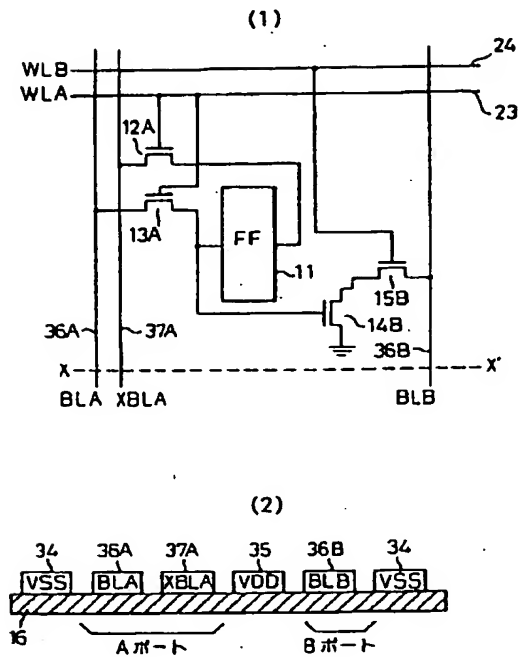 (1)
24
WLB
WLA
23
12A
13A
FF
11
15B
14B
36A
37A
36B
X
X'
BLA XBLA BLB
(2)
34 36A 37A 35 36B 34
VSS BLA XBLA VDD BLB VSS
16
Aポート Bポート